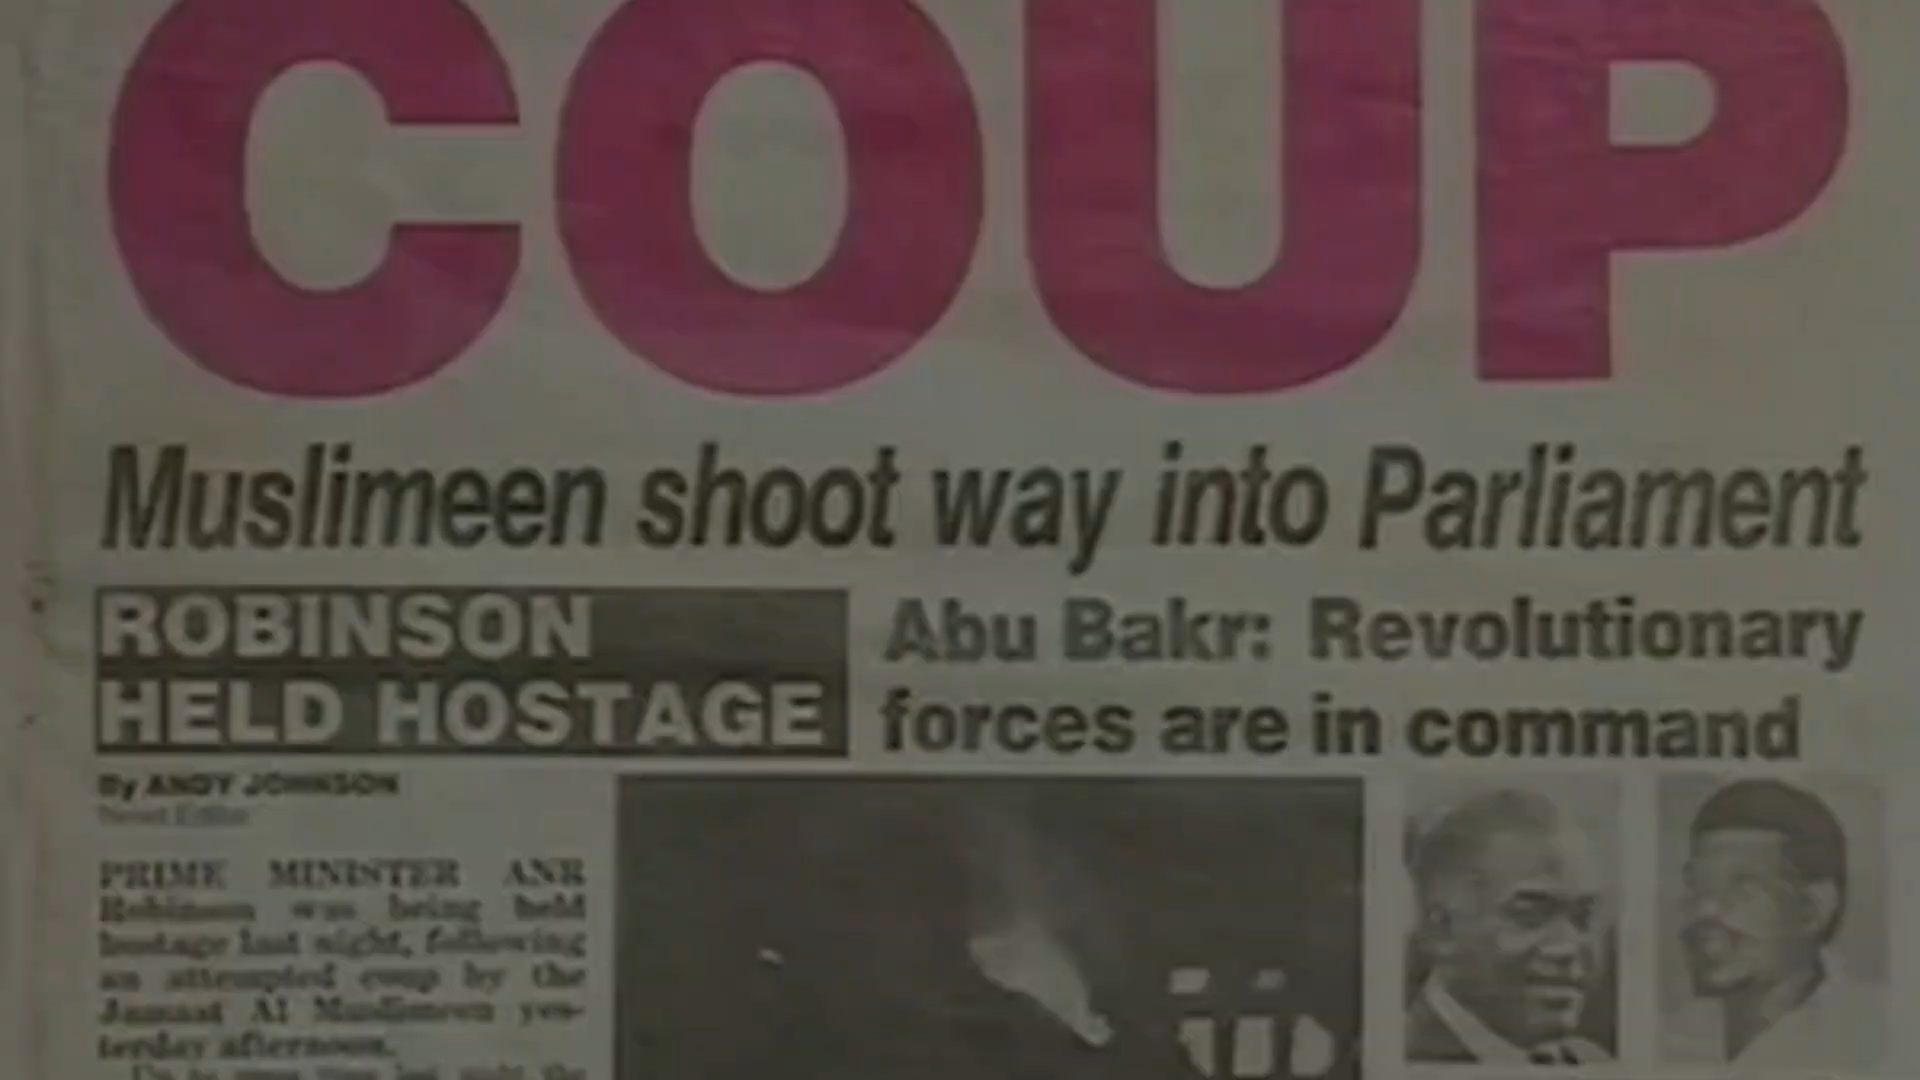 COUP
Muslimeen shoot way into Parliament
ROBINSON
HELD HOSTAGE
Abu Bakr: Revolutionary
forces are in command
By ANDY JOHNSON
News Editor
PRIME MINISTER ANR
Robinson was being held
hostage last night, following
an attempted coup by the
Jamaat Al Muslimeen yes-
terday afternoon.